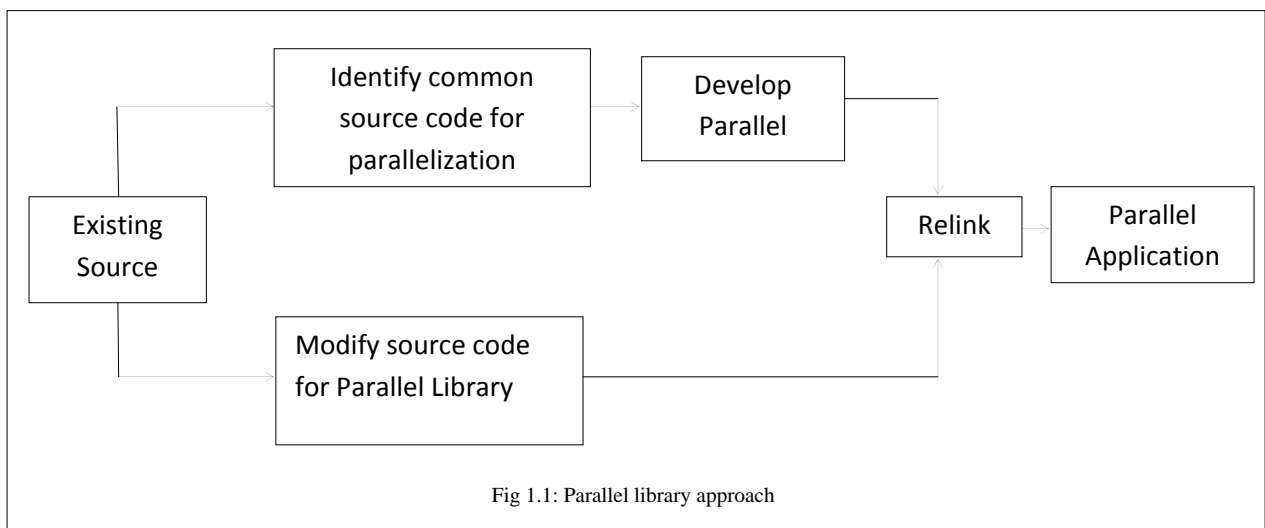 Identify common
source code for
parallelization
Develop
Parallel
Existing
Source
Relink
Parallel
Application
Modify source code
for Parallel Library
Fig 1.1: Parallel library approach